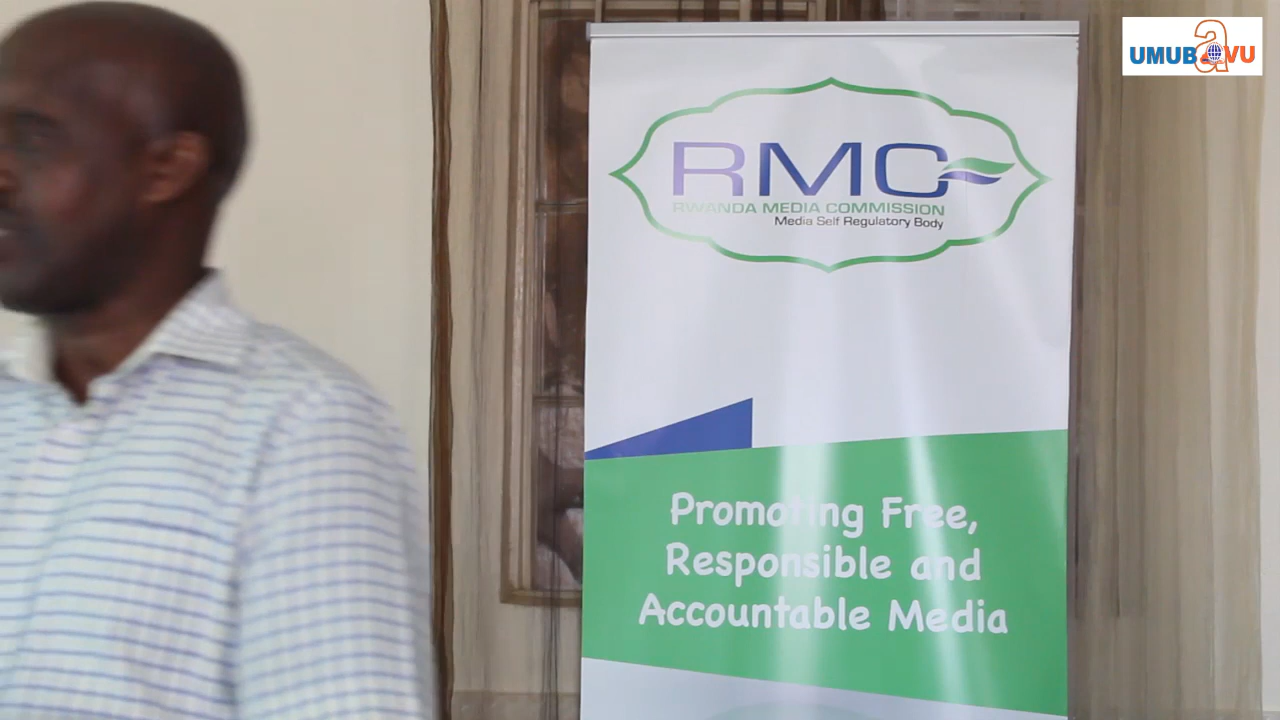 UMUBaVU
RMC
RWANDA MEDIA COMMISSION
Media Self Regulatory Body
Promoting Free,
Responsible and
Accountable Media